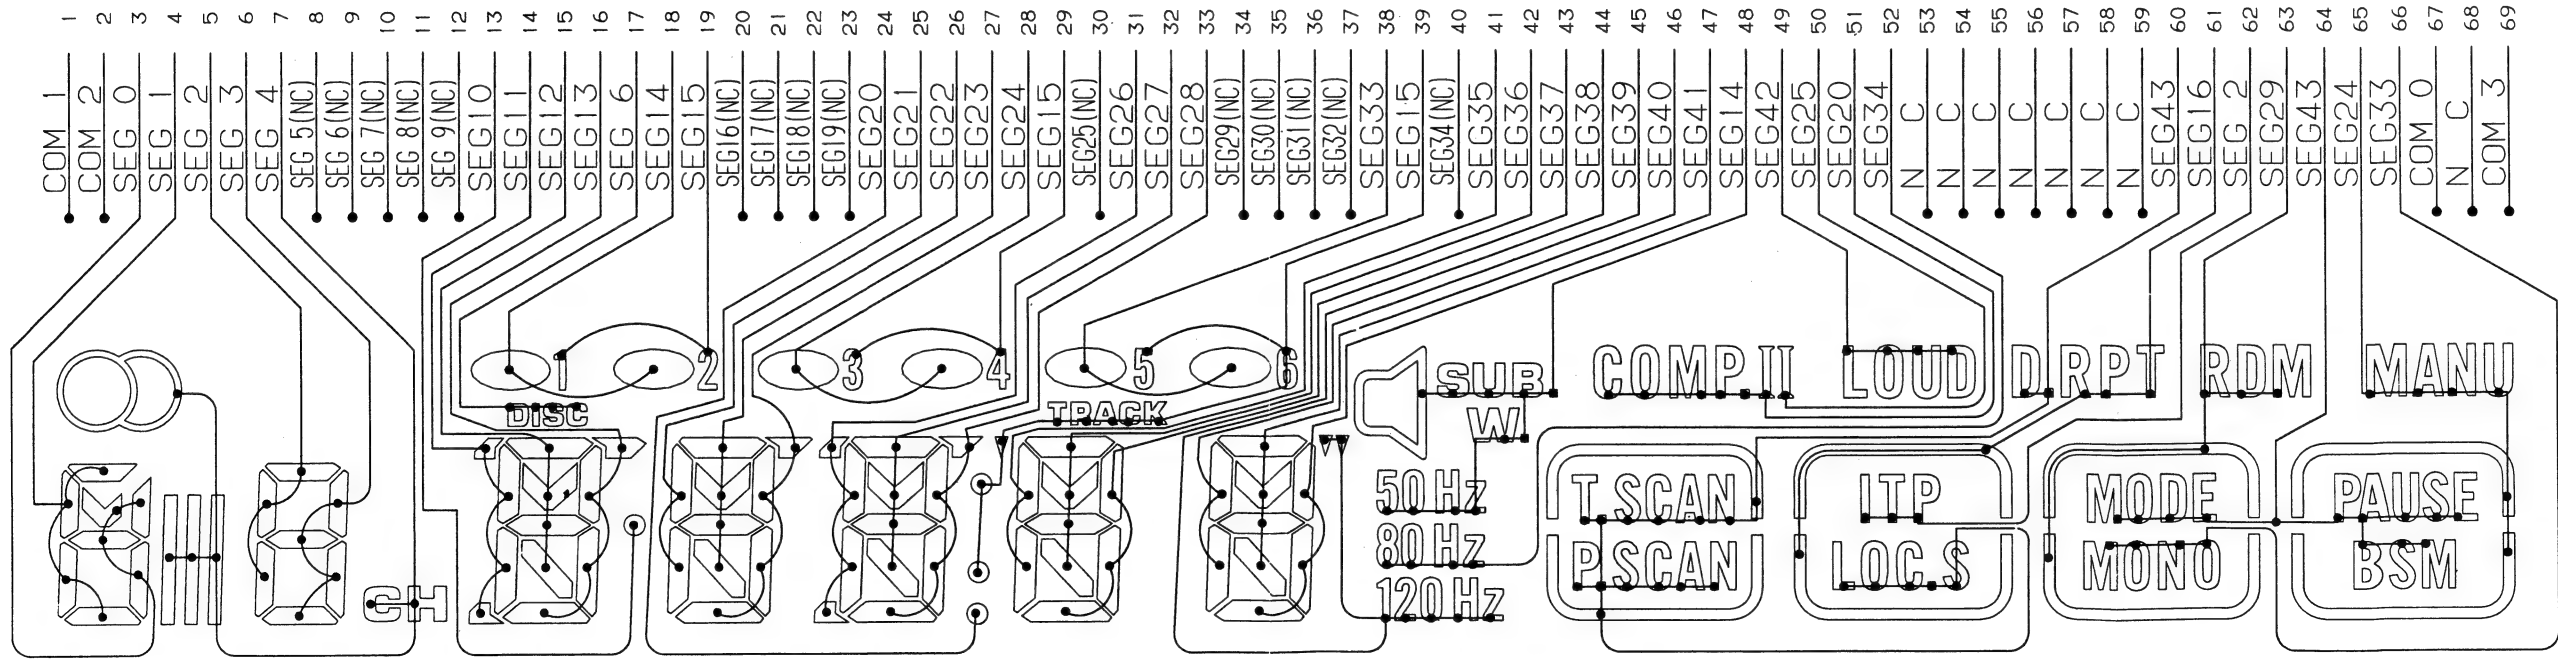 1
2
3
4
5
6
7
8
9
10
11
12
13
14
15
16
17
18
19
20
21
22
23
24
25
26
27
28
29
30
31
32
33
34
35
36
37
38
39
40
41
42
43
44
45
46
47
48
49
50
51
52
53
54
55
56
57
58
59
60
61
62
63
64
65
66
67
68
69
COM 1
COM 2
SEG 0
SEG 1
SEG 2
SEG 3
SEG 4
SEG 5(NC)
SEG 6(NC)
SEG 7(NC)
SEG 8(NC)
SEG 9(NC)
SEG10
SEG11
SEG12
SEG13
SEG 6
SEG14
SEG15
SEG16(NC)
SEG17(NC)
SEG18(NC)
SEG19(NC)
SEG20
SEG21
SEG22
SEG23
SEG24
SEG15
SEG25(NC)
SEG26
SEG27
SEG28
SEG29(NC)
SEG30(NC)
SEG31(NC)
SEG32(NC)
SEG33
SEG15
SEG34(NC)
SEG35
SEG36
SEG37
SEG38
SEG39
SEG40
SEG41
SEG14
SEG42
SEG25
SEG20
SEG34
N C
N C
N C
N C
N C
N C
N C
SEG43
SEG16
SEG 2
SEG29
SEG43
SEG24
SEG33
COM 0
N C
COM 3
1 2 3 4 5 6
DISC
TRACK
CH
SUB
W
50 Hz
80 Hz
120 Hz
COMP II LOUD D RPT RDM MANU
T SCAN ITP MODE PAUSE
P SCAN LOC S MONO BSM